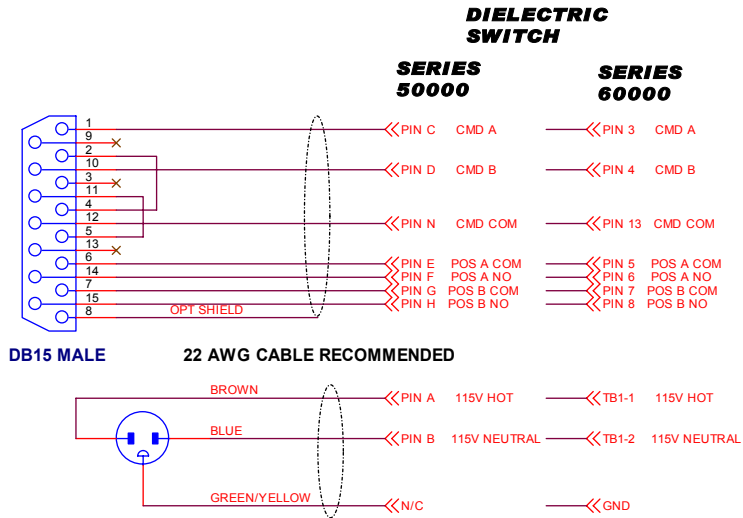 DIELECTRIC
SWITCH
SERIES
50000
SERIES
60000
1
PIN C CMD A PIN 3 CMD A
9
2
10
PIN D CMD B PIN 4 CMD B
3
11
4
12
PIN N CMD COM PIN 13 CMD COM
5
13
6
PIN E POS A COM PIN 5 POS A COM
14
PIN F POS A NO PIN 6 POS A NO
7
PIN G POS B COM PIN 7 POS B COM
15
PIN H POS B NO PIN 8 POS B NO
8
OPT SHIELD
DB15 MALE 22 AWG CABLE RECOMMENDED
BROWN
PIN A 115V HOT TB1-1 115V HOT
BLUE
PIN B 115V NEUTRAL TB1-2 115V NEUTRAL
GREEN/YELLOW
N/C GND